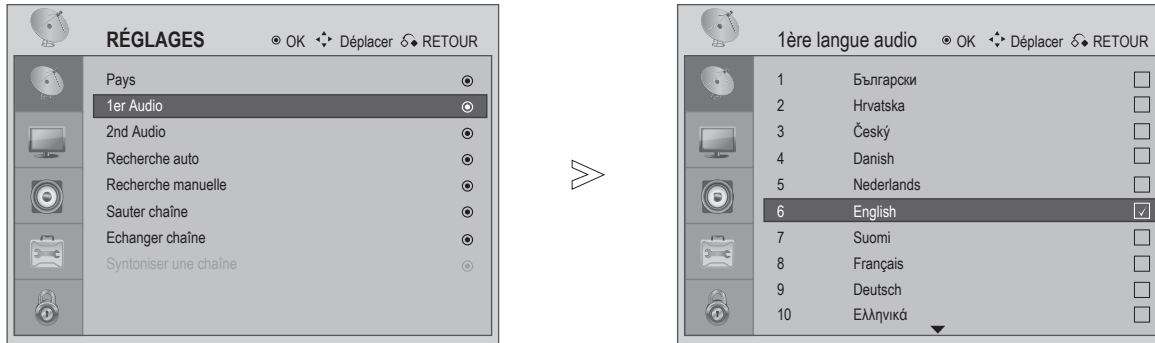 RÉGLAGES OK Déplacer RETOUR
Pays
1er Audio
2nd Audio
Recherche auto
Recherche manuelle
Sauter chaîne
Echanger chaîne
Syntoniser une chaîne
1ère langue audio OK Déplacer RETOUR
1 Български
2 Hrvatska
3 Český
4 Danish
5 Nederlands
6 English
7 Suomi
8 Français
9 Deutsch
10 Ελληνικά